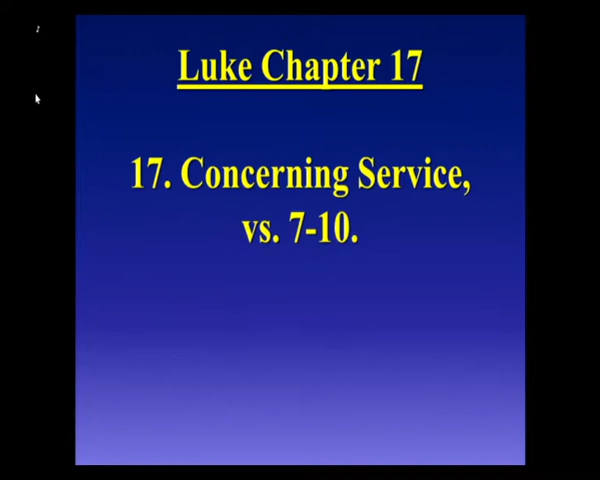 Luke Chapter 17
17. Concerning Service,
vs. 7-10.